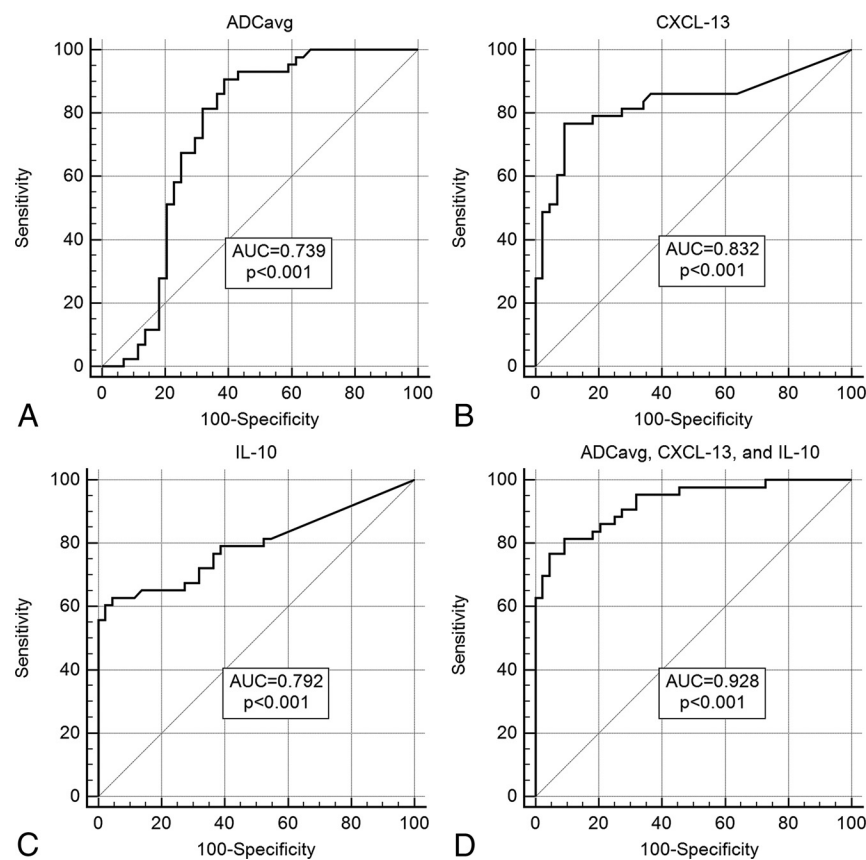 ADCavg
100
80
60
40
20
0
Sensitivity
AUC=0.739
p<0.001
0 20 40 60 80 100
100-Specificity
A
CXCL-13
100
80
60
40
20
0
Sensitivity
AUC=0.832
p<0.001
0 20 40 60 80 100
100-Specificity
B
IL-10
100
80
60
40
20
0
Sensitivity
AUC=0.792
p<0.001
0 20 40 60 80 100
100-Specificity
C
ADCavg, CXCL-13, and IL-10
100
80
60
40
20
0
Sensitivity
AUC=0.928
p<0.001
0 20 40 60 80 100
100-Specificity
D